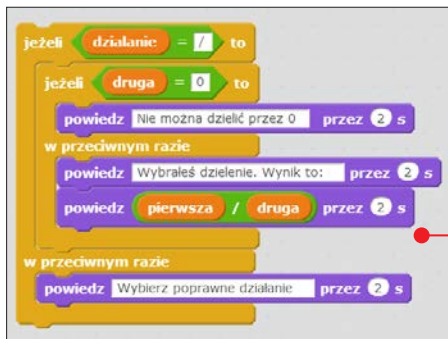 jeżeli działanie = / to
jeżeli druga = 0 to
powiedz Nie można dzielić przez 0 przez 2 s
w przeciwnym razie
powiedz Wybrałeś dzielenie. Wynik to: przez 2 s
powiedz pierwsza / druga przez 2 s
w przeciwnym razie
powiedz Wybierz poprawne działanie przez 2 s